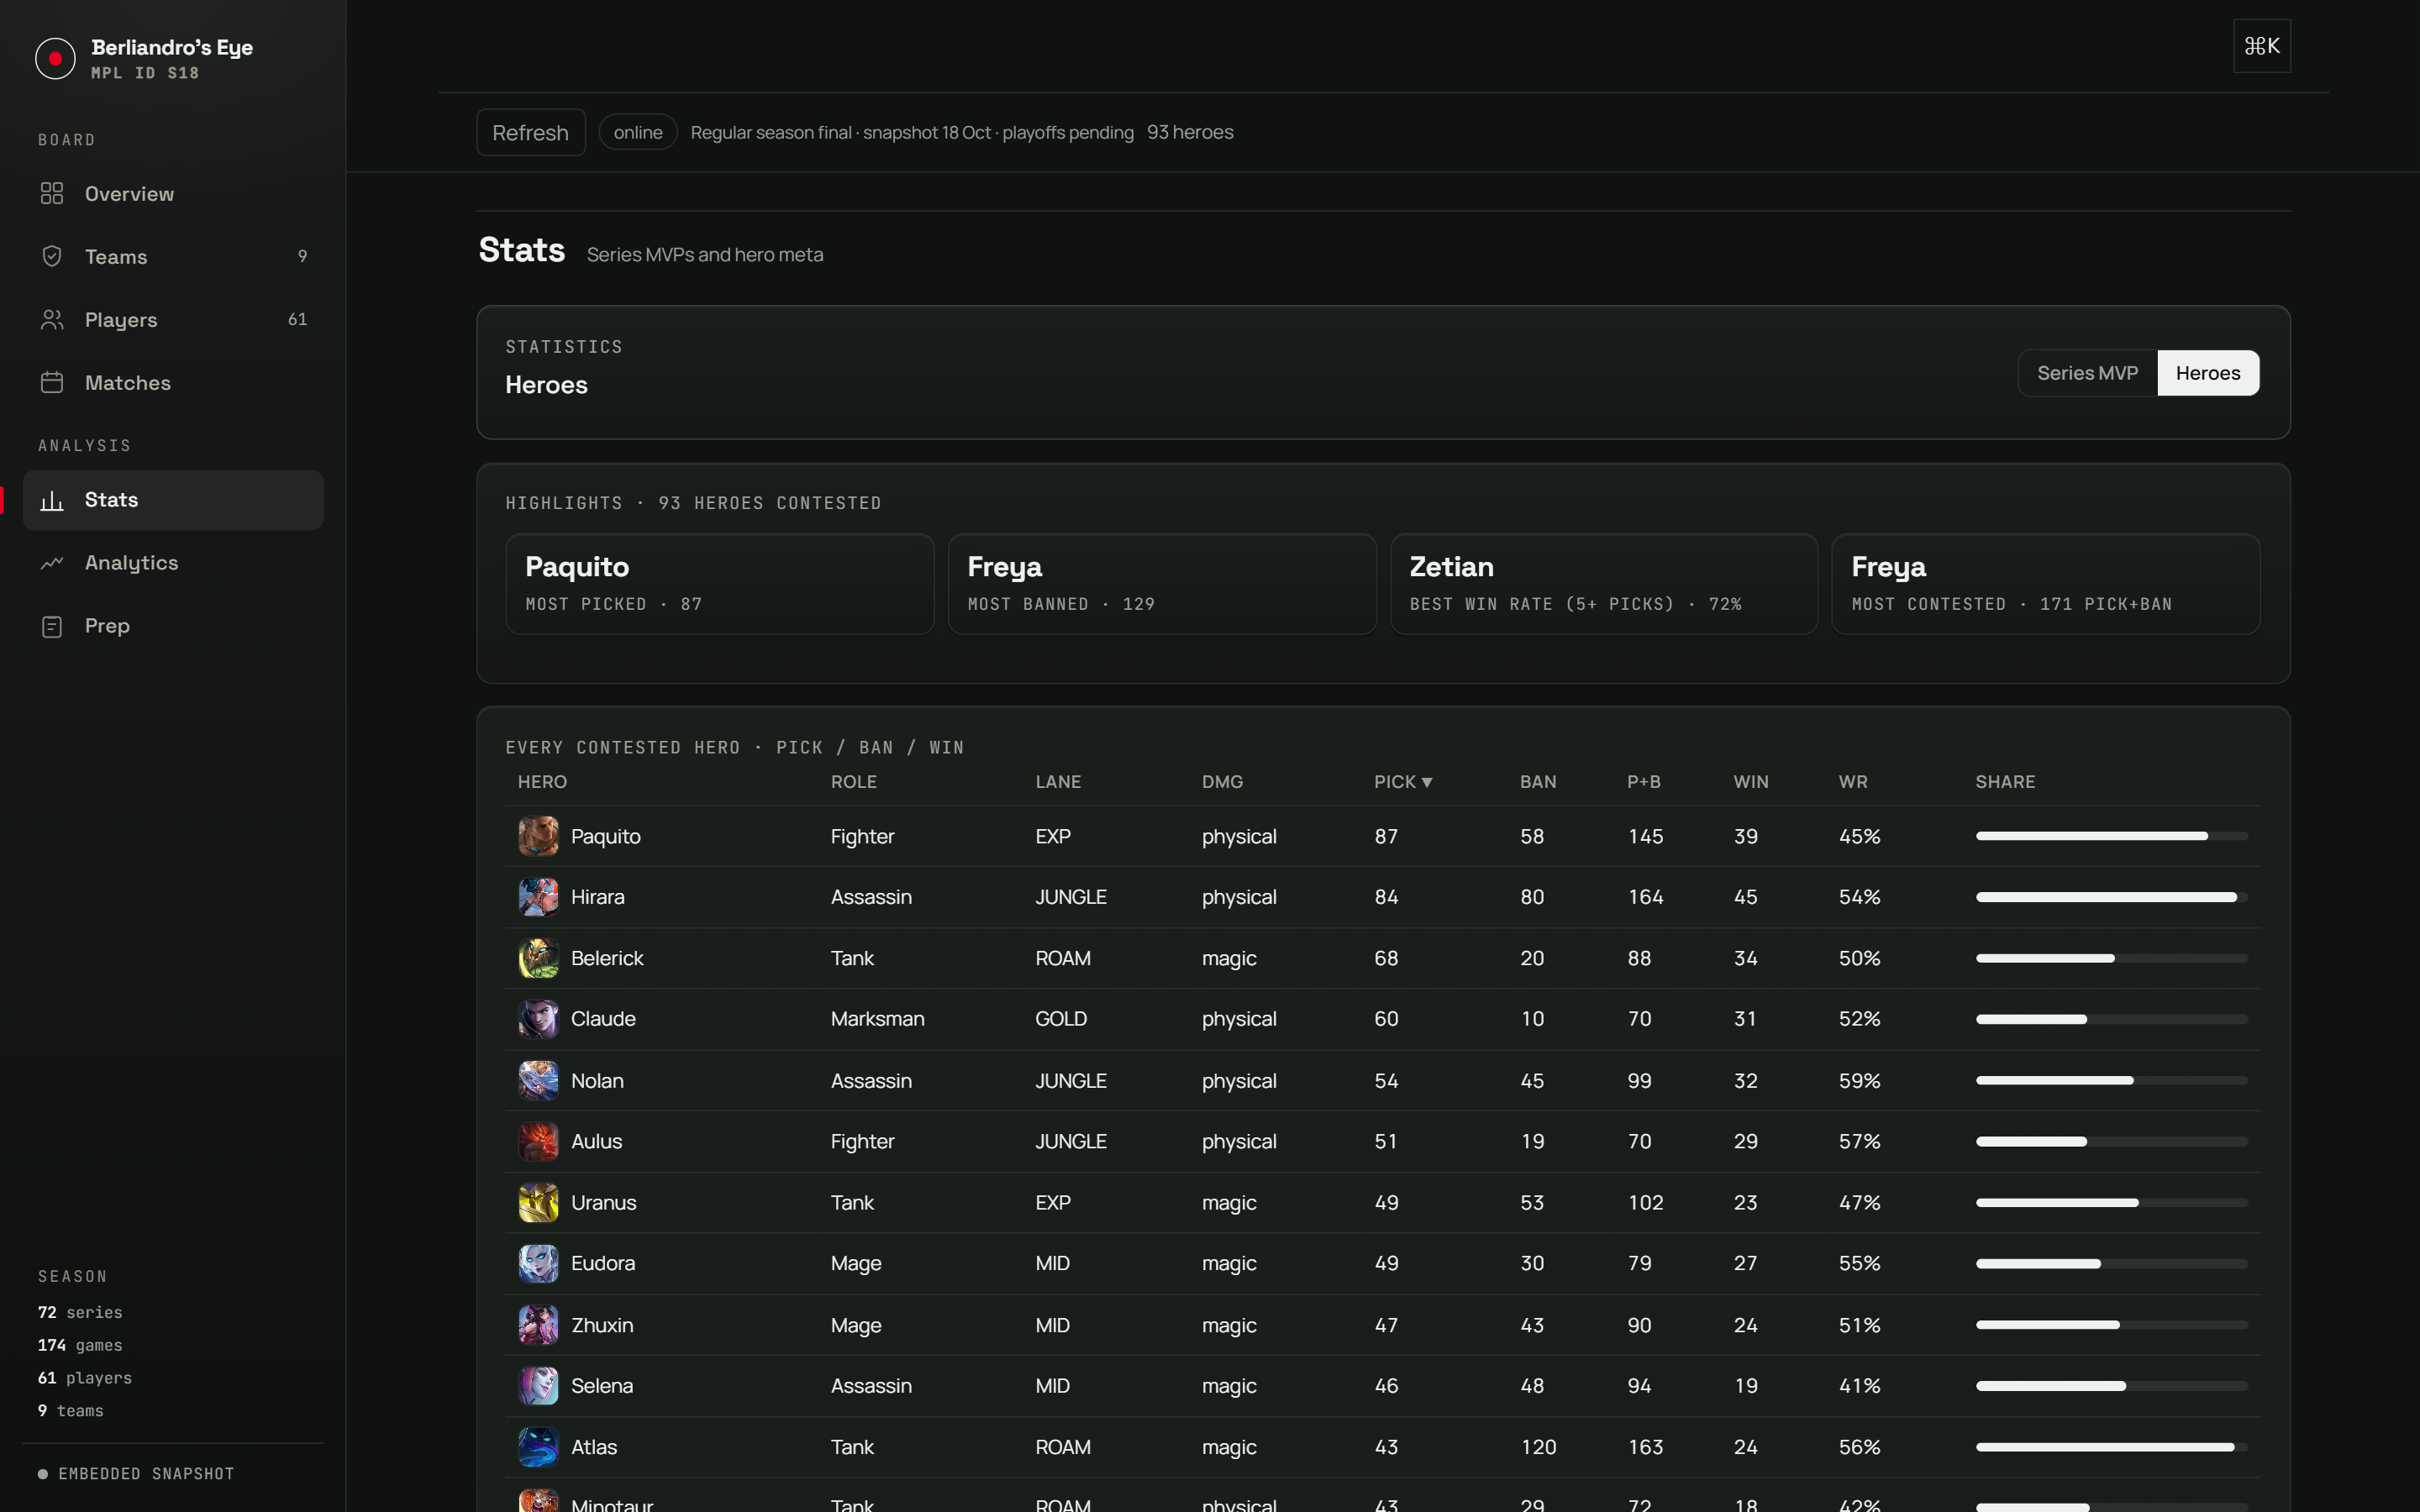 Berliandro's Eye
MPL ID S18
BOARD
Overview
Teams 9
Players 61
Matches
ANALYSIS
Stats
Analytics
Prep
SEASON
72 series
174 games
61 players
9 teams
EMBEDDED SNAPSHOT
⌘K
Refresh online Regular season final · snapshot 18 Oct · playoffs pending 93 heroes
Stats Series MVPs and hero meta
STATISTICS
Heroes
Series MVP Heroes
HIGHLIGHTS · 93 HEROES CONTESTED
Paquito
MOST PICKED · 87
Freya
MOST BANNED · 129
Zetian
BEST WIN RATE (5+ PICKS) · 72%
Freya
MOST CONTESTED · 171 PICK+BAN
EVERY CONTESTED HERO · PICK / BAN / WIN
HERO ROLE LANE DMG PICK ▼ BAN P+B WIN WR SHARE
Paquito Fighter EXP physical 87 58 145 39 45%
Hirara Assassin JUNGLE physical 84 80 164 45 54%
Belerick Tank ROAM magic 68 20 88 34 50%
Claude Marksman GOLD physical 60 10 70 31 52%
Nolan Assassin JUNGLE physical 54 45 99 32 59%
Aulus Fighter JUNGLE physical 51 19 70 29 57%
Uranus Tank EXP magic 49 53 102 23 47%
Eudora Mage MID magic 49 30 79 27 55%
Zhuxin Mage MID magic 47 43 90 24 51%
Selena Assassin MID magic 46 48 94 19 41%
Atlas Tank ROAM magic 43 120 163 24 56%
Minotaur Tank ROAM physical 43 29 72 18 42%